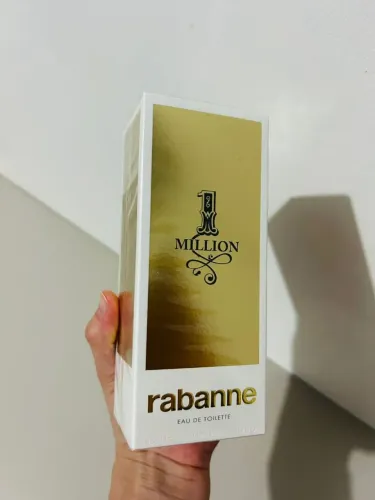 1
MILLION
rabanne
EAU DE TOILETTE